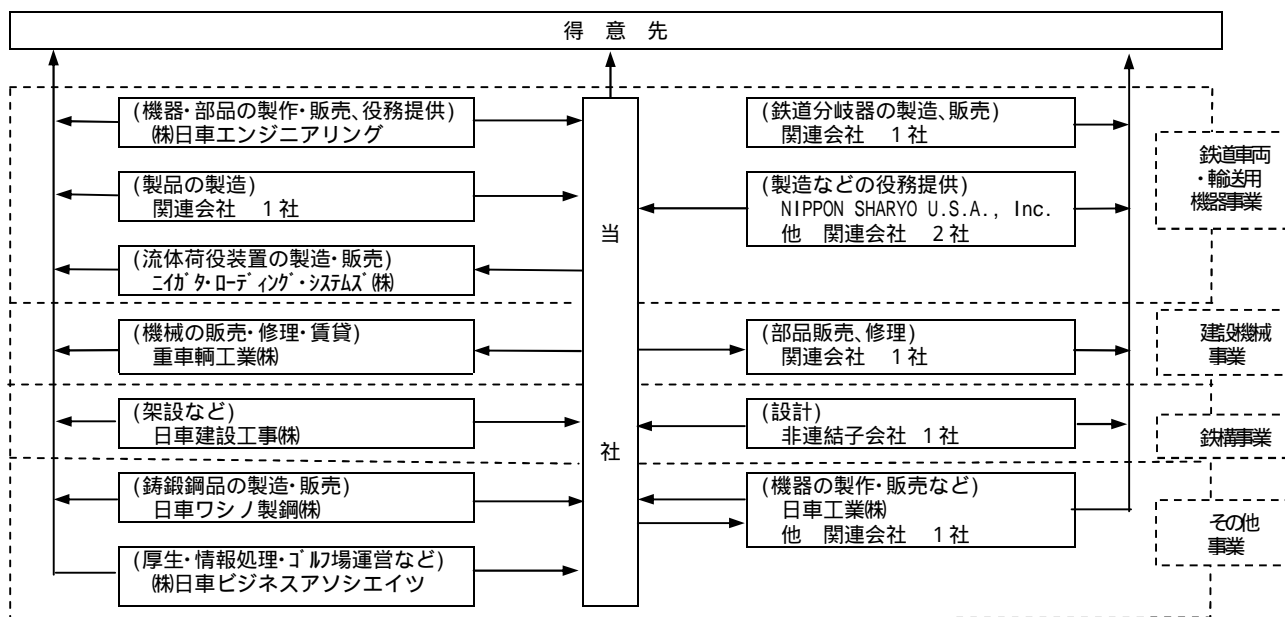 得 意 先
(機器・部品の製作・販売、役務提供)
㈱日車エンジニアリング
(製品の製造)
関連会社 1社
(流体荷役装置の製造・販売)
ニイガタ・ローディング・システムズ㈱
(機械の販売・修理・賃貸)
重車輌工業㈱
(架設など)
日車建設工事㈱
(鋳鍛鋼品の製造・販売)
日車ワシノ製鋼㈱
(厚生・情報処理・ゴルフ場運営など)
㈱日車ビジネスアソシエイツ
当
社
(鉄道分岐器の製造、販売)
関連会社 1社
(製造などの役務提供)
NIPPON SHARYO U.S.A., Inc.
他 関連会社 2社
(部品販売、修理)
関連会社 1社
(設計)
非連結子会社 1社
(機器の製作・販売など)
日車工業㈱
他 関連会社 1社
鉄道車両
・輸送用
機器事業
建設機械
事業
鉄構事業
その他
事業